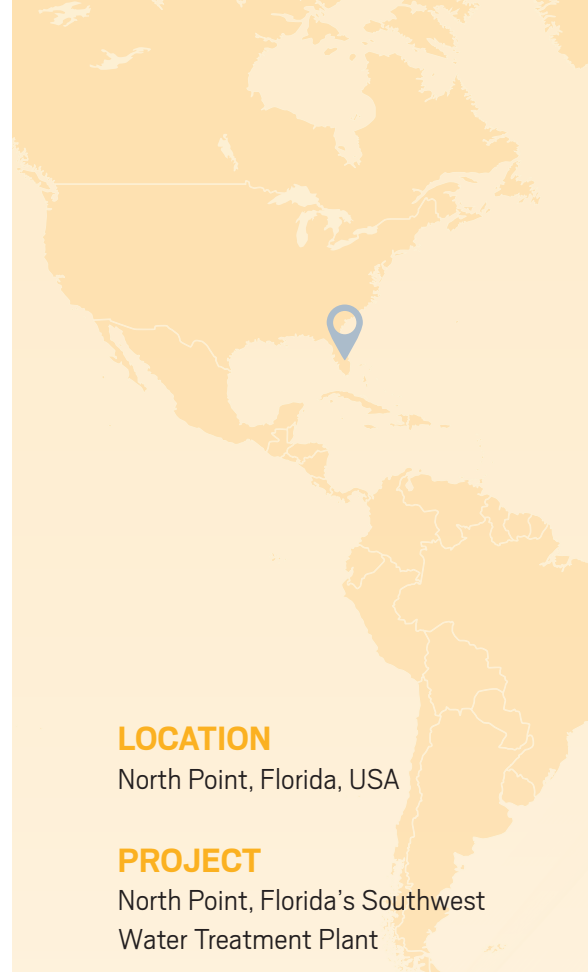 LOCATION
North Point, Florida, USA
PROJECT
North Point, Florida’s Southwest
Water Treatment Plant